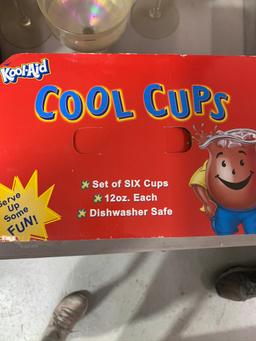 Kool-Aid
COOL CUPS
Set of SIX Cups
12oz. Each
Dishwasher Safe
Serve
Up
Some
FUN!